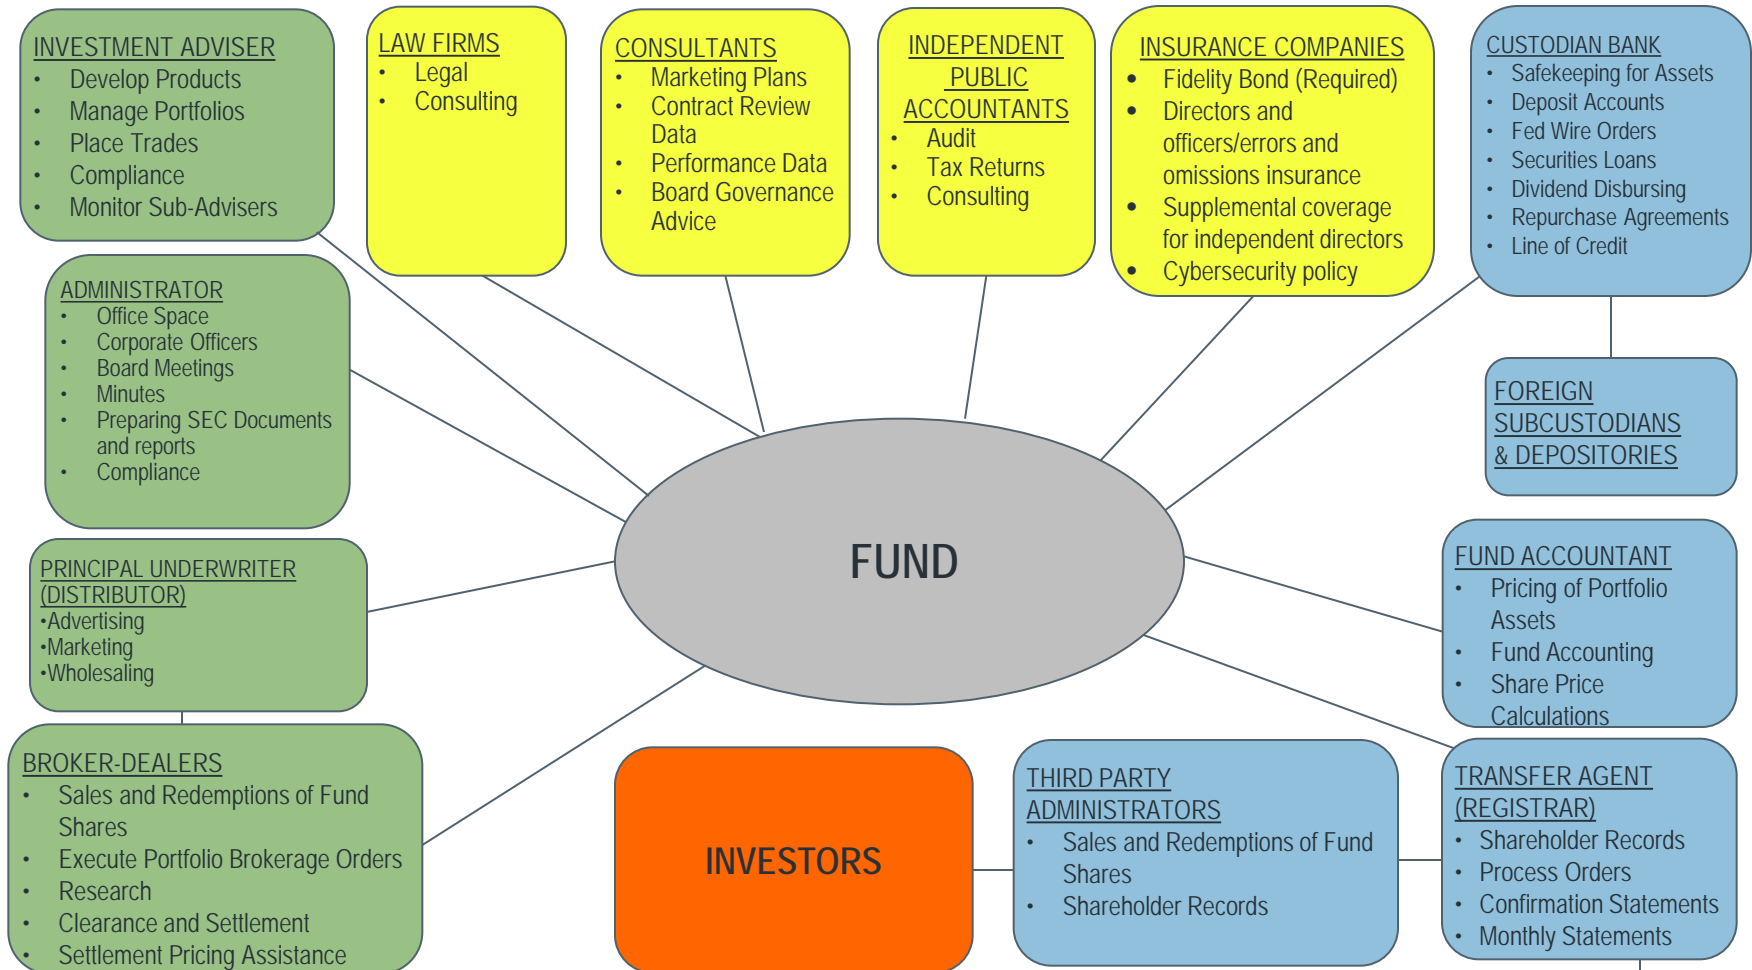 INVESTMENT ADVISER
• Develop Products
• Manage Portfolios
• Place Trades
• Compliance
• Monitor Sub-Advisers
LAW FIRMS
• Legal
• Consulting
CONSULTANTS
• Marketing Plans
• Contract Review
Data
• Performance Data
• Board Governance
Advice
INDEPENDENT
PUBLIC
ACCOUNTANTS
• Audit
• Tax Returns
• Consulting
INSURANCE COMPANIES
• Fidelity Bond (Required)
• Directors and
officers/errors and
omissions insurance
• Supplemental coverage
for independent directors
• Cybersecurity policy
CUSTODIAN BANK
• Safekeeping for Assets
• Deposit Accounts
• Fed Wire Orders
• Securities Loans
• Dividend Disbursing
• Repurchase Agreements
• Line of Credit
ADMINISTRATOR
• Office Space
• Corporate Officers
• Board Meetings
• Minutes
• Preparing SEC Documents
and reports
• Compliance
FOREIGN
SUBCUSTODIANS
& DEPOSITORIES
FUND
PRINCIPAL UNDERWRITER
(DISTRIBUTOR)
•Advertising
•Marketing
•Wholesaling
FUND ACCOUNTANT
• Pricing of Portfolio
Assets
• Fund Accounting
• Share Price
Calculations
BROKER-DEALERS
• Sales and Redemptions of Fund
Shares
• Execute Portfolio Brokerage Orders
• Research
• Clearance and Settlement
• Settlement Pricing Assistance
INVESTORS
THIRD PARTY
ADMINISTRATORS
• Sales and Redemptions of Fund
Shares
• Shareholder Records
TRANSFER AGENT
(REGISTRAR)
• Shareholder Records
• Process Orders
• Confirmation Statements
• Monthly Statements